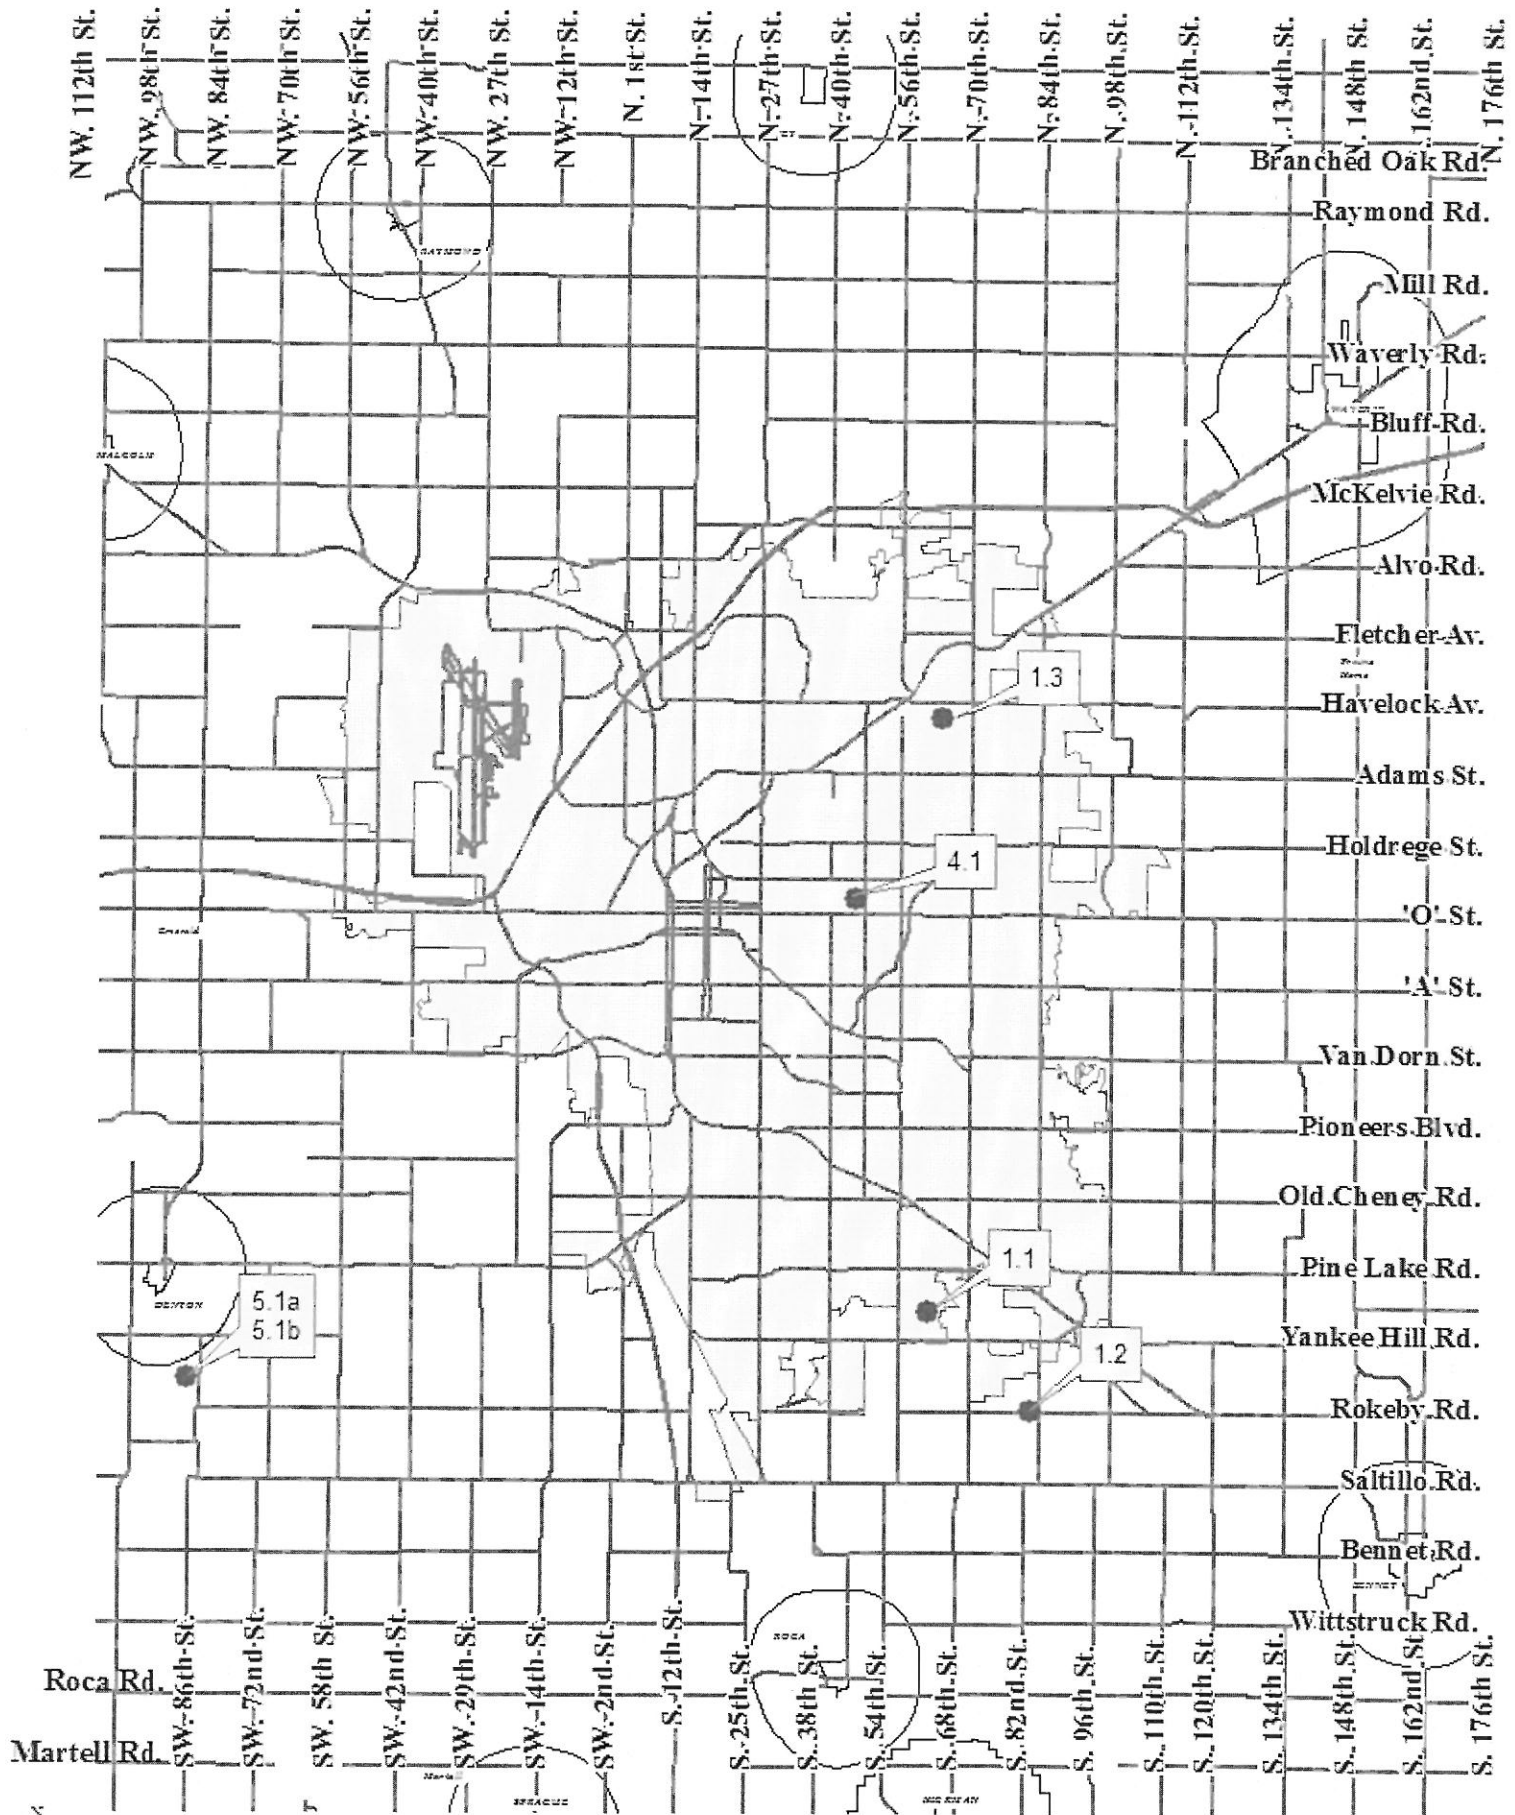 NW. 112th St.
NW. 98th St.
NW. 84th St.
NW. 70th St.
NW. 56th St.
NW. 40th St.
NW. 27th St.
NW. 12th St.
N. 1st St.
N. 14th St.
N. 27th St.
N. 40th St.
N. 56th St.
N. 70th St.
N. 84th St.
N. 98th St.
N. 112th St.
N. 134th St.
N. 148th St.
N. 162nd St.
N. 176th St.
Branched Oak Rd.
Raymond Rd.
RAYMOND
Mill Rd.
Waverly Rd.
Bluff Rd.
MALCOLM
McKelvie Rd.
Alvo Rd.
Fletcher Av.
1.3
Havelock Av.
Adams St.
Holdrege St.
4.1
'O' St.
Emerald
'A' St.
Van Dorn St.
Pioneers Blvd.
Old Cheney Rd.
1.1
Pine Lake Rd.
DENTON
5.1a
5.1b
Yankee Hill Rd.
1.2
Rokeby Rd.
Saltillo Rd.
Bennet Rd.
BENNET
Wittstruck Rd.
ROCA
Roca Rd.
Martell Rd.
SW. 86th St.
SW. 72nd St.
SW. 58th St.
SW. 42nd St.
SW. 29th St.
SW. 14th St.
SW. 2nd St.
S. 12th St.
S. 25th St.
S. 38th St.
S. 54th St.
S. 68th St.
S. 82nd St.
S. 96th St.
S. 110th St.
S. 120th St.
S. 134th St.
S. 148th St.
S. 162nd St.
S. 176th St.
Martell
SPRAGUE
HICKMAN